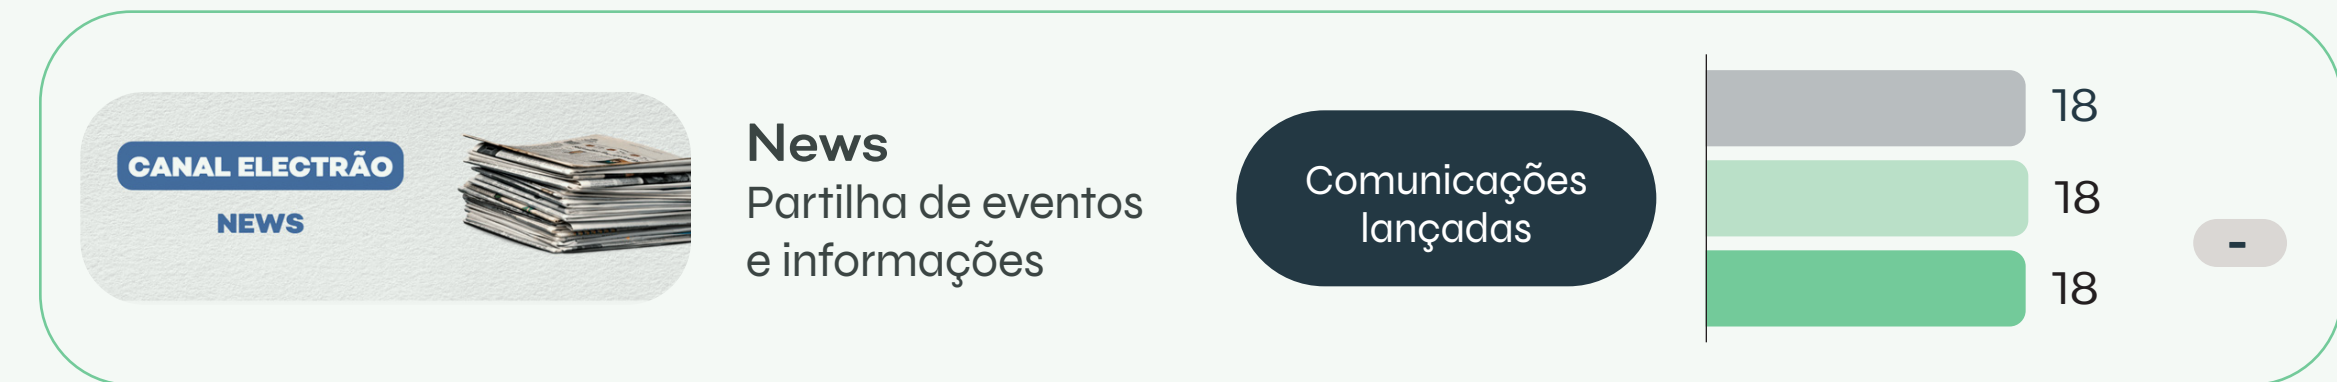 CANAL ELECTRÃO
NEWS
News
Partilha de eventos
e informações
Comunicações
lançadas
18
18
18
-